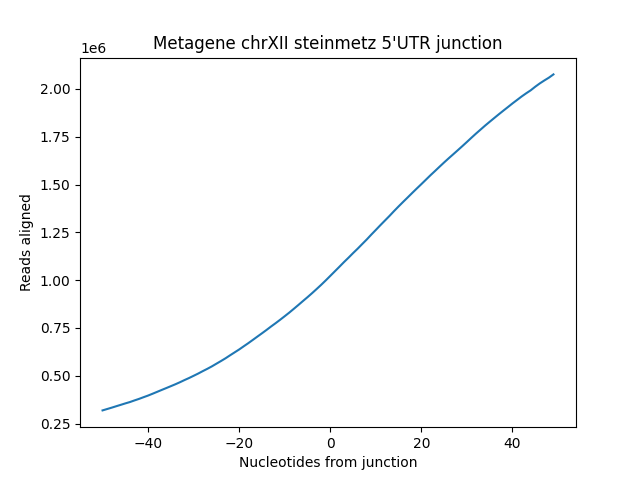 Metagene chrXII steinmetz 5'UTR junction
1e6
2.00
1.75
1.50
1.25
1.00
0.75
0.50
0.25
Reads aligned
−40 −20 0 20 40
Nucleotides from junction